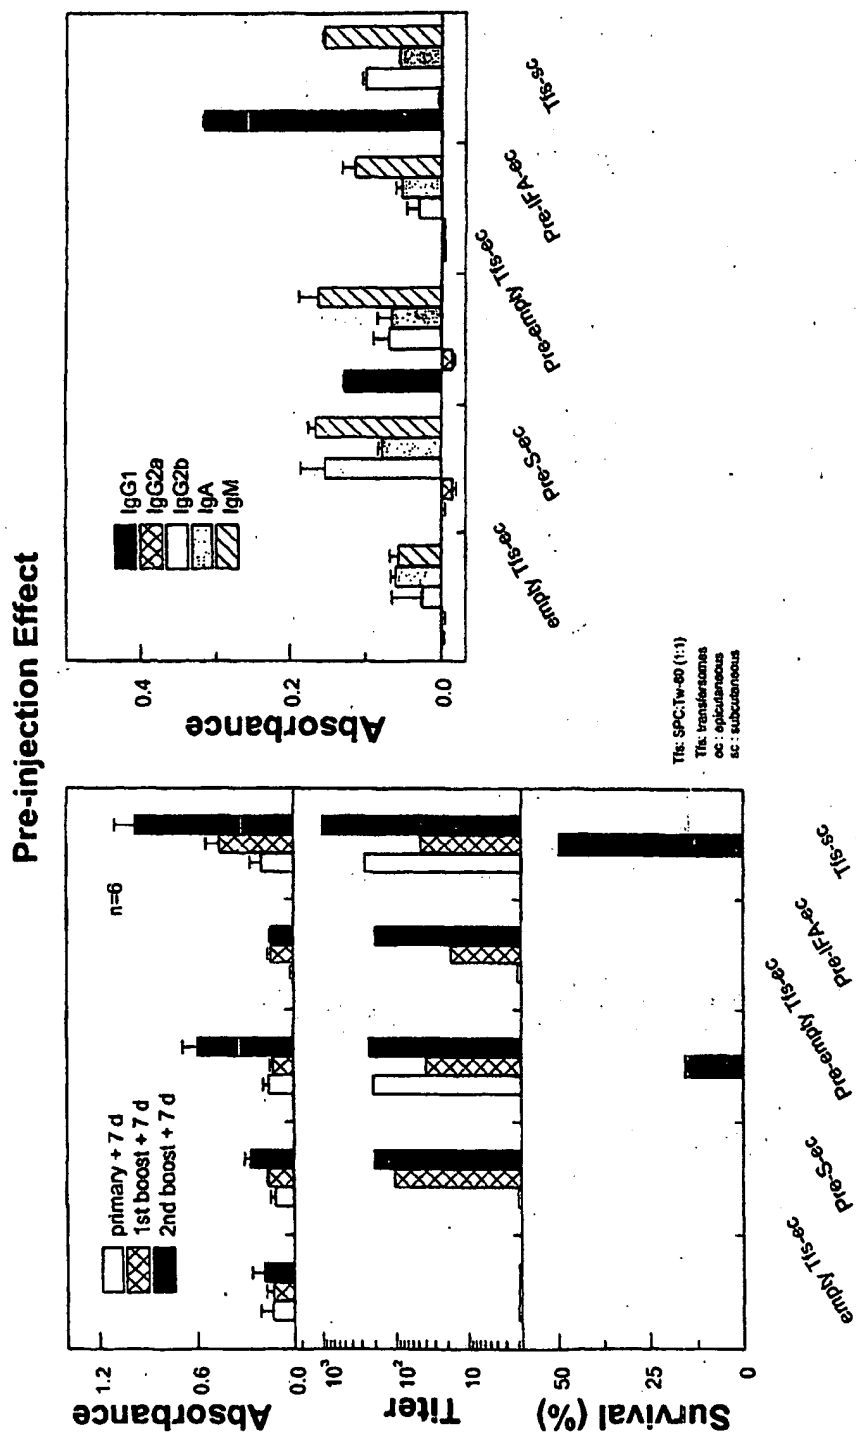 Pre-injection Effect
Absorbance
1.2
0.6
0.0
primary + 7 d
1st boost + 7 d
2nd boost + 7 d
n=6
Titer
10³
10²
10
Survival (%)
50
25
0
empty Tfs-ec
Pre-S-ec
Pre-empty Tfs-ec
Pre-IFA-ec
Tfs-sc
Absorbance
0.4
0.2
0.0
IgG1
IgG2a
IgG2b
IgA
IgM
empty Tfs-ec
Pre-S-ec
Pre-empty Tfs-ec
Pre-IFA-ec
Tfs-sc
Tfs: SPC:Tw-80 (1:1)
Tfs: transfersomes
ec : epicutaneous
sc : subcutaneous